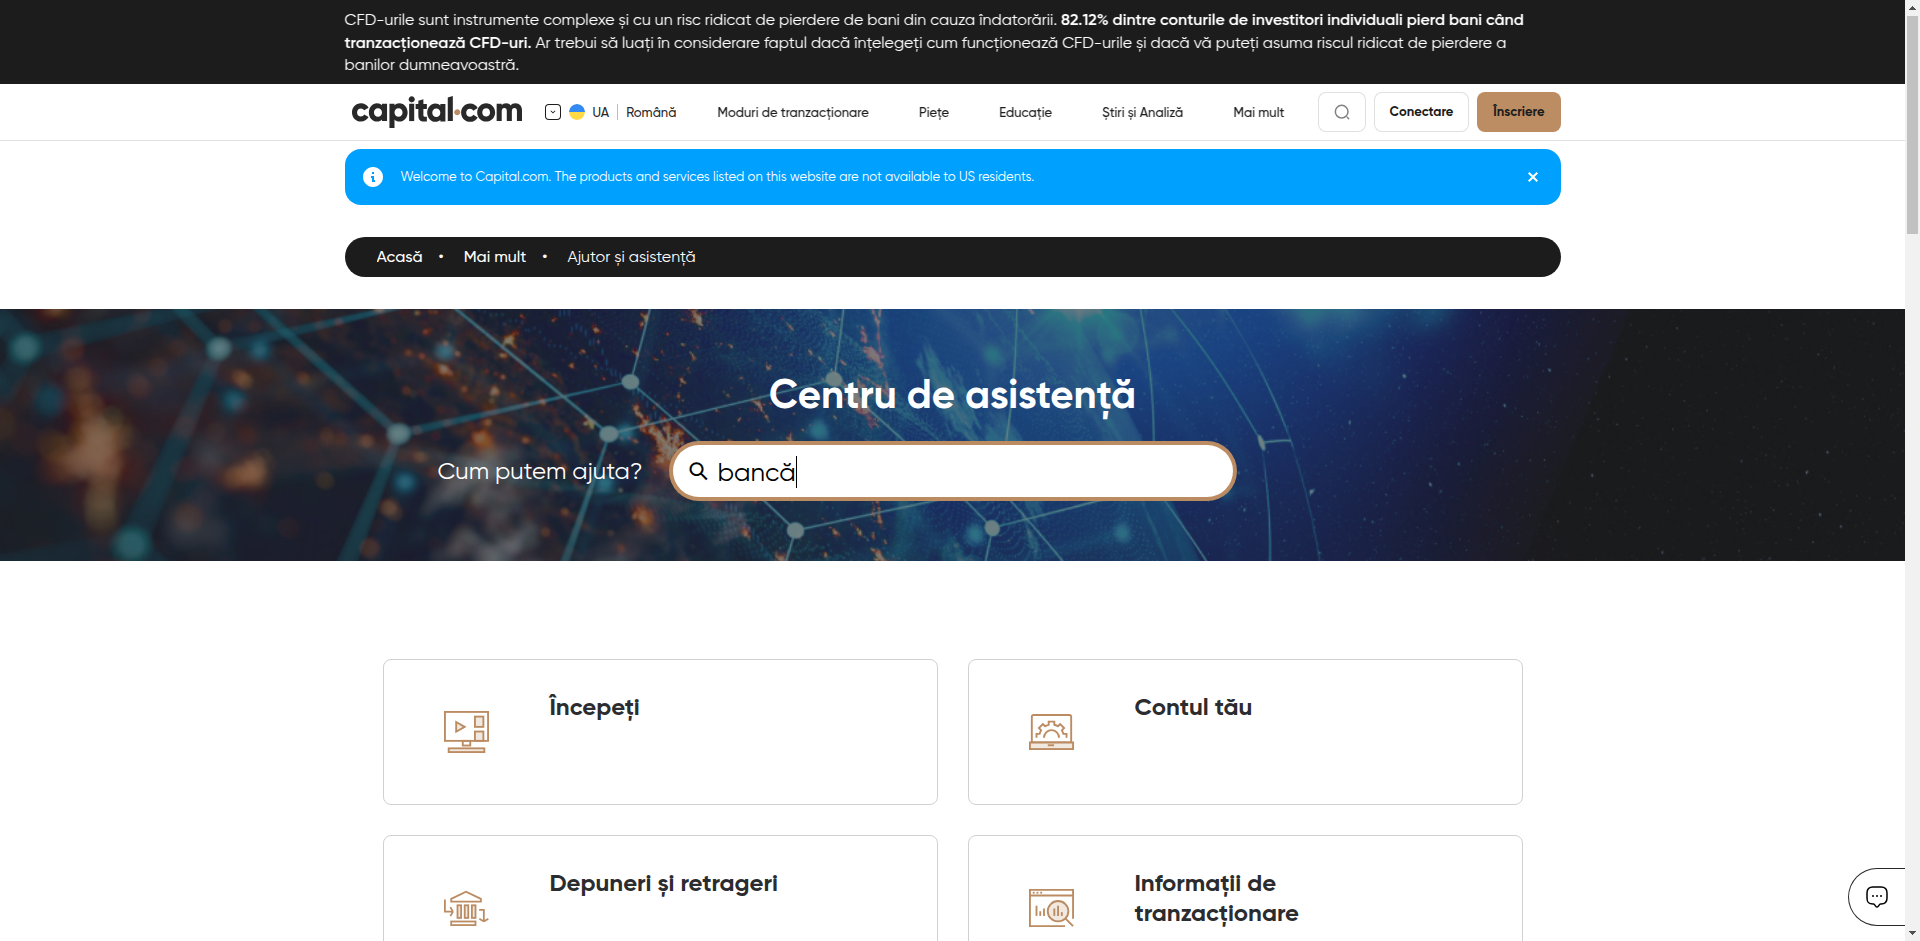 CFD-urile sunt instrumente complexe și cu un risc ridicat de pierdere de bani din cauza îndatorării. 82.12% dintre conturile de investitori individuali pierd bani când
tranzacționează CFD-uri. Ar trebui să luați în considerare faptul dacă înțelegeți cum funcționează CFD-urile și dacă vă puteți asuma riscul ridicat de pierdere a
banilor dumneavoastră.
capital.com UA Română Moduri de tranzacționare Piețe Educație Știri și Analiză Mai mult Conectare Înscriere
Welcome to Capital.com. The products and services listed on this website are not available to US residents.
Acasă • Mai mult • Ajutor și asistență
Centru de asistență
Cum putem ajuta? bancă
Începeți
Contul tău
Depuneri și retrageri
Informații de
tranzacționare